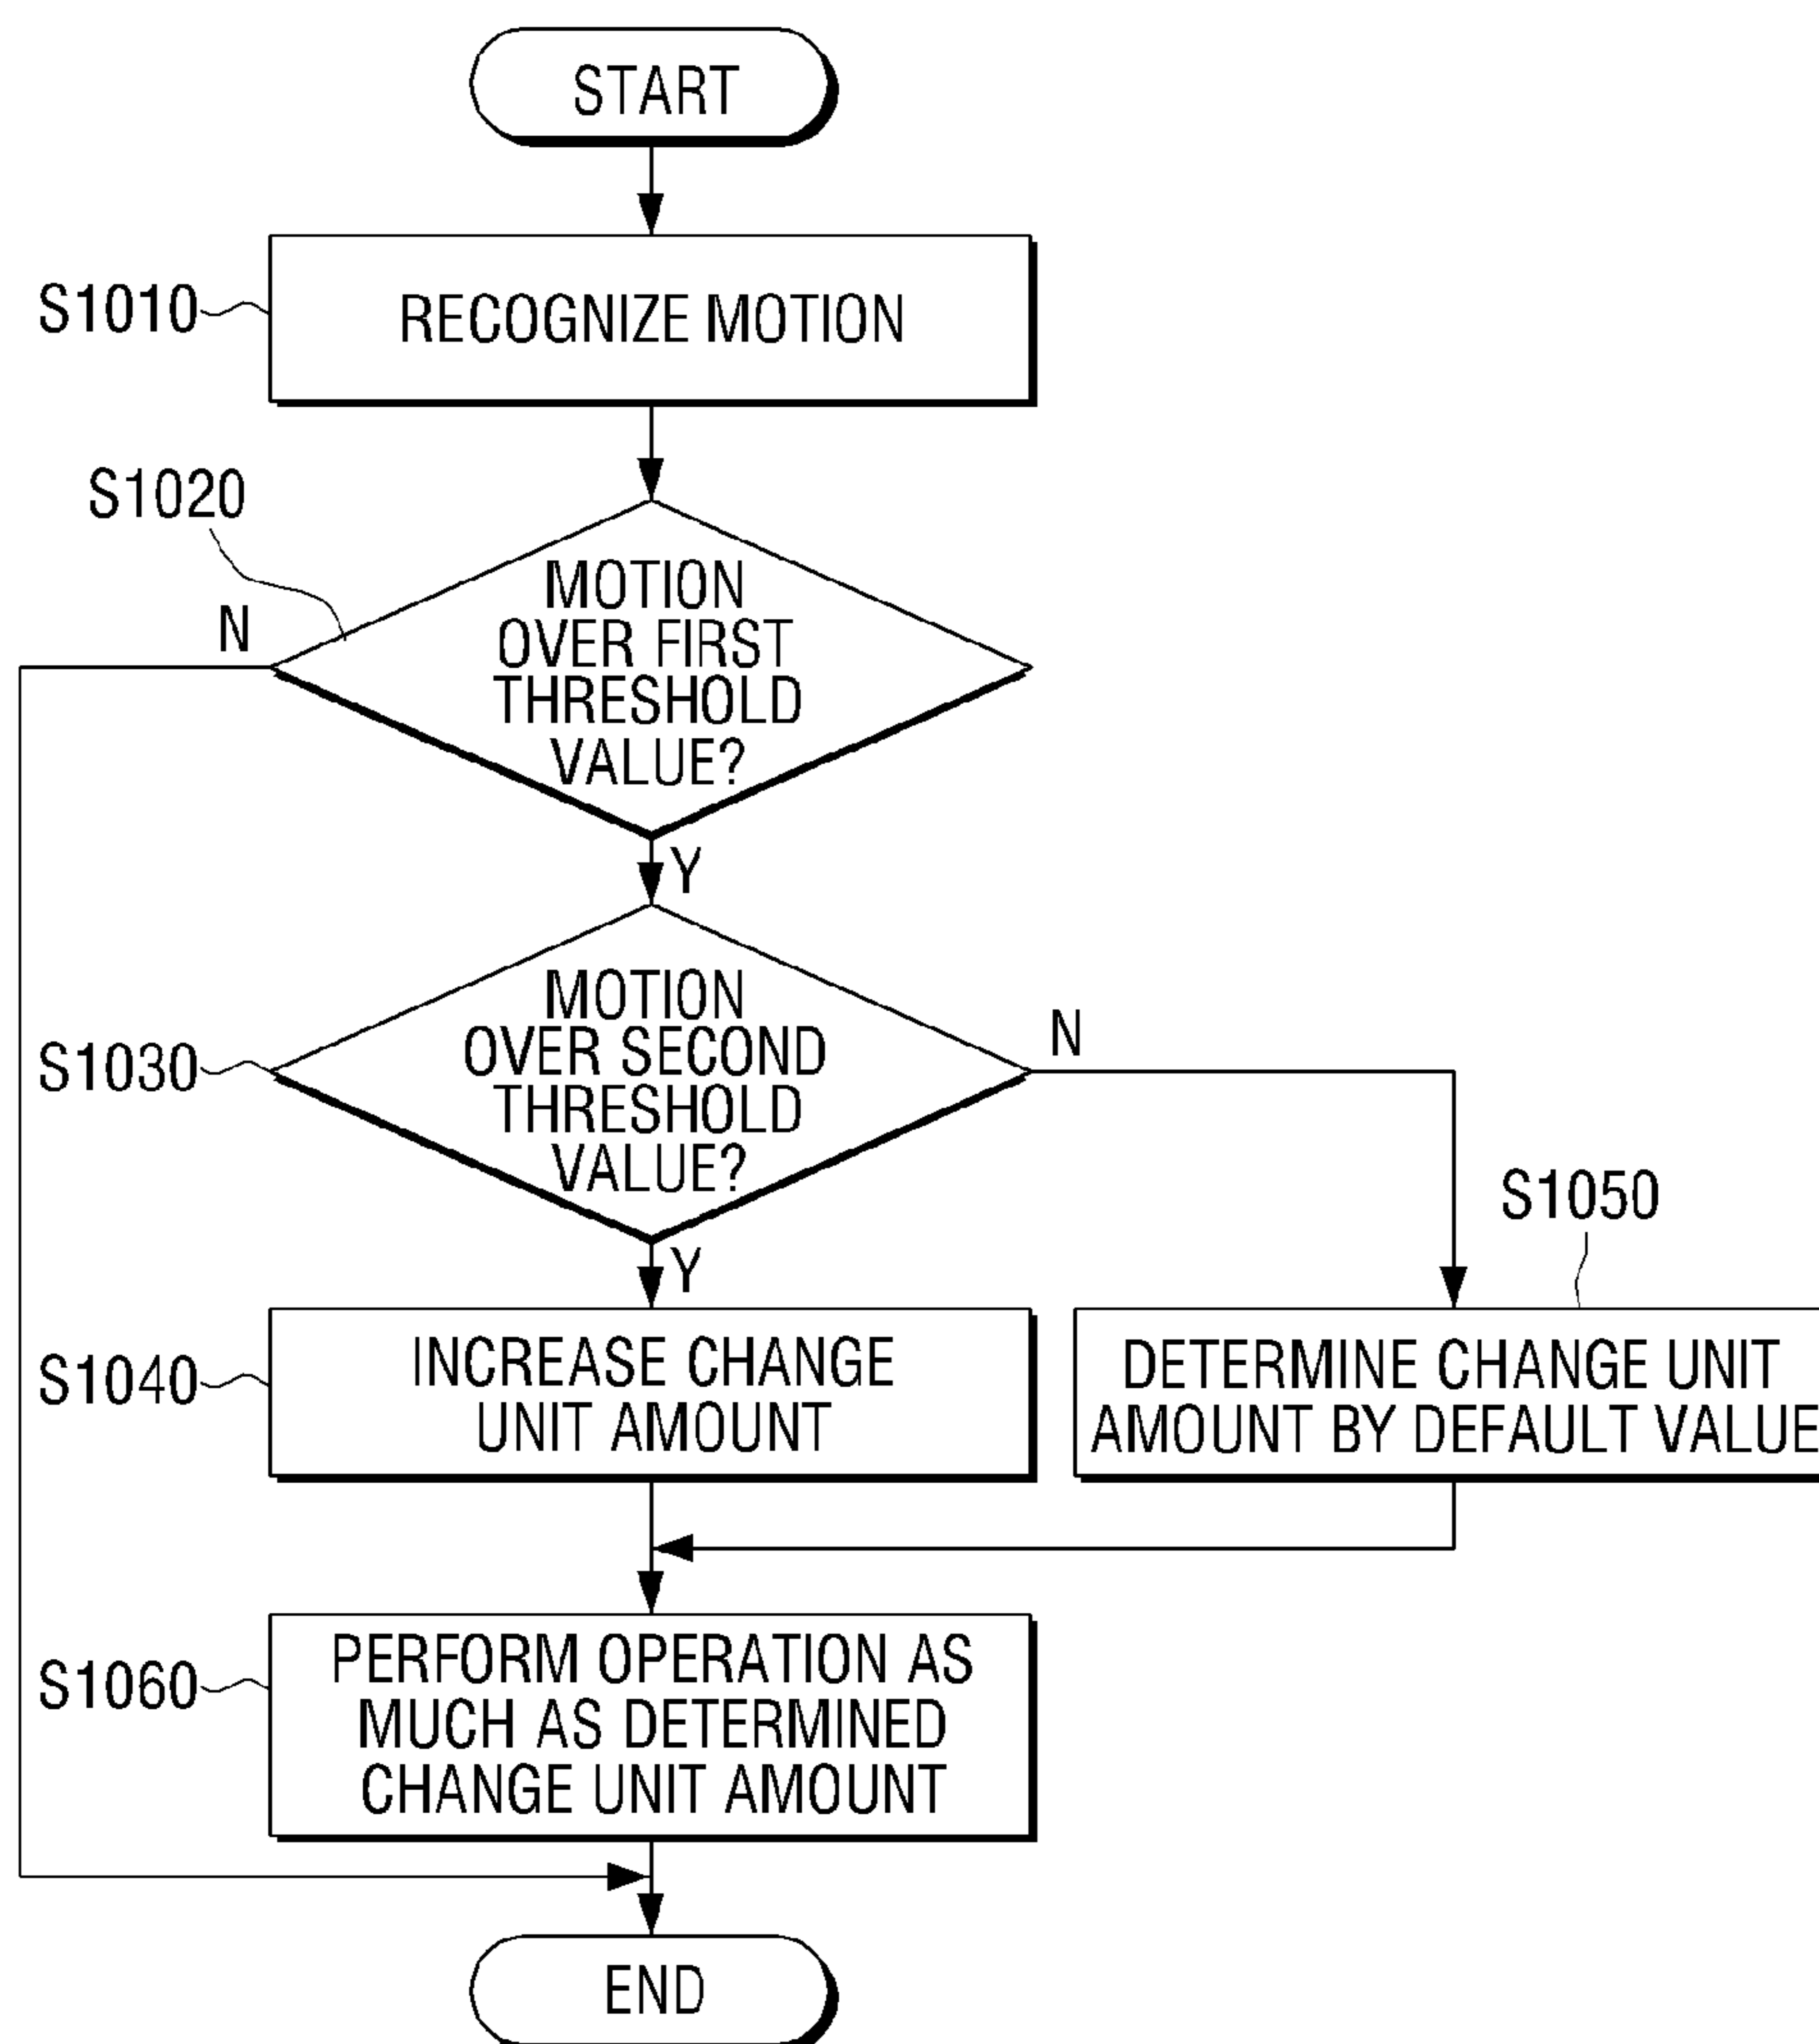 START
S1010
RECOGNIZE MOTION
S1020
N
MOTION
OVER FIRST
THRESHOLD
VALUE?
Y
S1030
MOTION
OVER SECOND
THRESHOLD
VALUE?
N
Y
S1050
S1040
INCREASE CHANGE
UNIT AMOUNT
DETERMINE CHANGE UNIT
AMOUNT BY DEFAULT VALUE
S1060
PERFORM OPERATION AS
MUCH AS DETERMINED
CHANGE UNIT AMOUNT
END